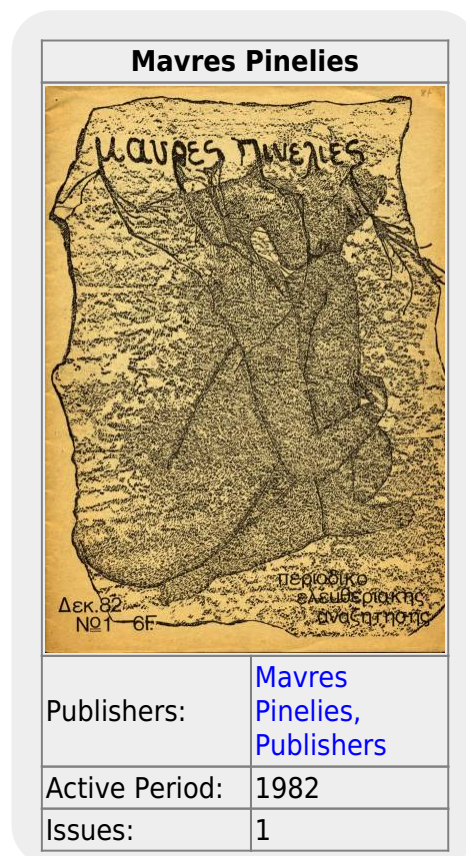 Mavres Pinelies
μαυρες πινελιες
Δεκ.82
Nο1 6F.
περιοδικο
ελευθεριακης
αναζητησης
Publishers:
Mavres
Pinelies,
Publishers
Active Period:
1982
Issues:
1